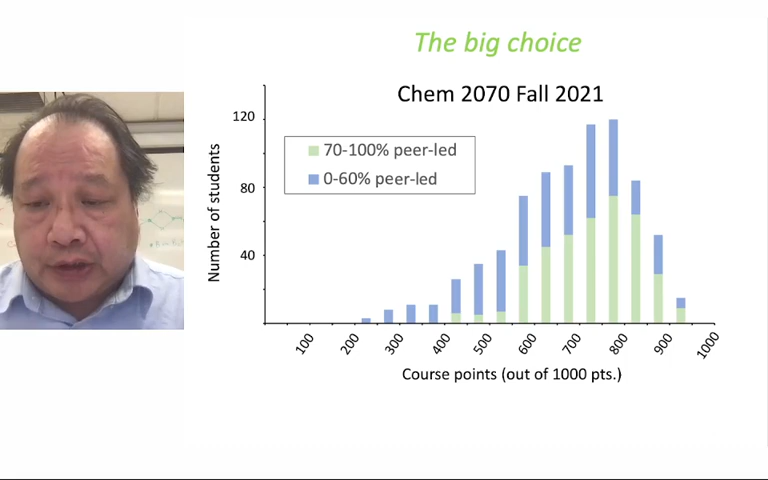 The big choice
Chem 2070 Fall 2021
70-100% peer-led
0-60% peer-led
Number of students
120
80
40
100
200
300
400
500
600
700
800
900
1000
Course points (out of 1000 pts.)